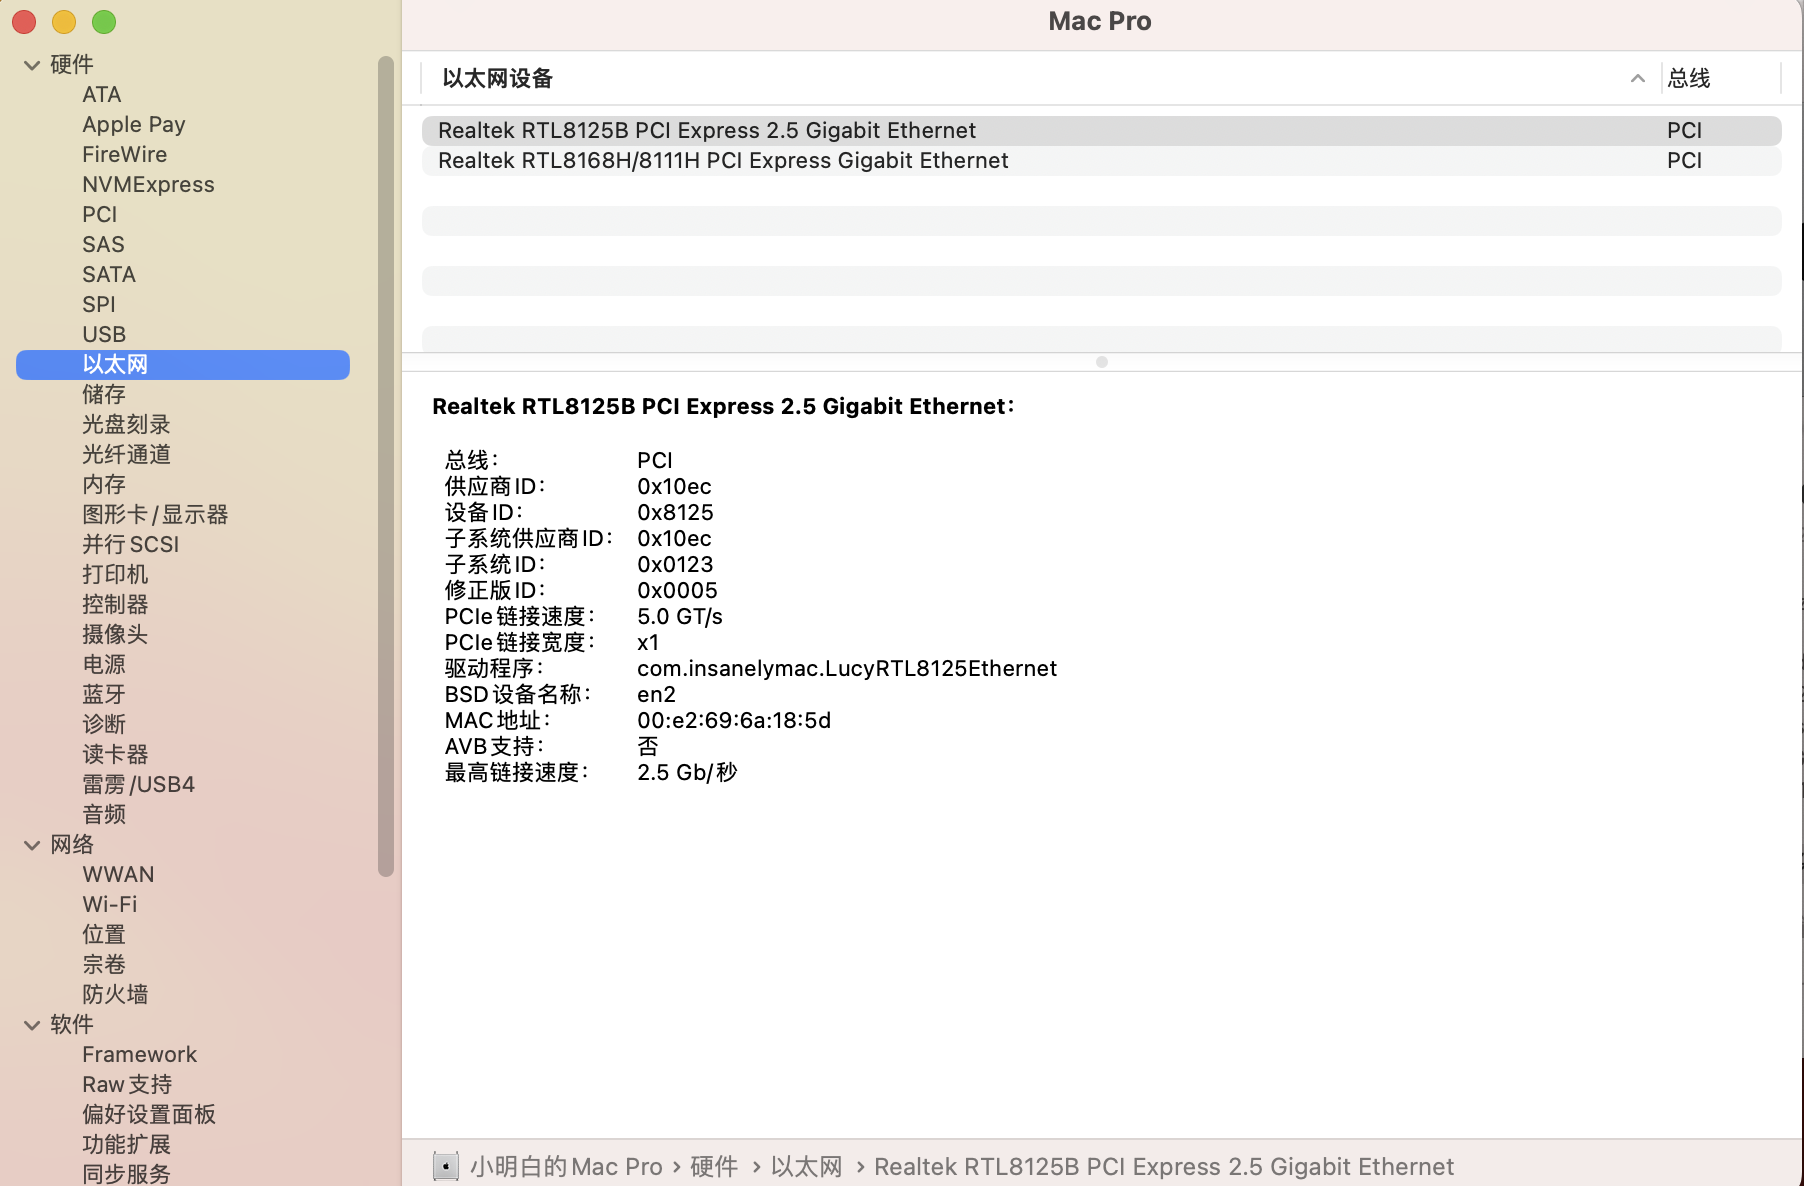 Mac Pro
硬件
ATA
Apple Pay
FireWire
NVMExpress
PCI
SAS
SATA
SPI
USB
以太网
储存
光盘刻录
光纤通道
内存
图形卡/显示器
并行SCSI
打印机
控制器
摄像头
电源
蓝牙
诊断
读卡器
雷雳/USB4
音频
网络
WWAN
Wi-Fi
位置
宗卷
防火墙
软件
Framework
Raw支持
偏好设置面板
功能扩展
同步服务
以太网设备 总线
Realtek RTL8125B PCI Express 2.5 Gigabit Ethernet PCI
Realtek RTL8168H/8111H PCI Express Gigabit Ethernet PCI
Realtek RTL8125B PCI Express 2.5 Gigabit Ethernet：
总线： PCI
供应商ID： 0x10ec
设备ID： 0x8125
子系统供应商ID： 0x10ec
子系统ID： 0x0123
修正版ID： 0x0005
PCIe链接速度： 5.0 GT/s
PCIe链接宽度： x1
驱动程序： com.insanelymac.LucyRTL8125Ethernet
BSD设备名称： en2
MAC地址： 00:e2:69:6a:18:5d
AVB支持： 否
最高链接速度： 2.5 Gb/秒
小明白的Mac Pro › 硬件 › 以太网 › Realtek RTL8125B PCI Express 2.5 Gigabit Ethernet